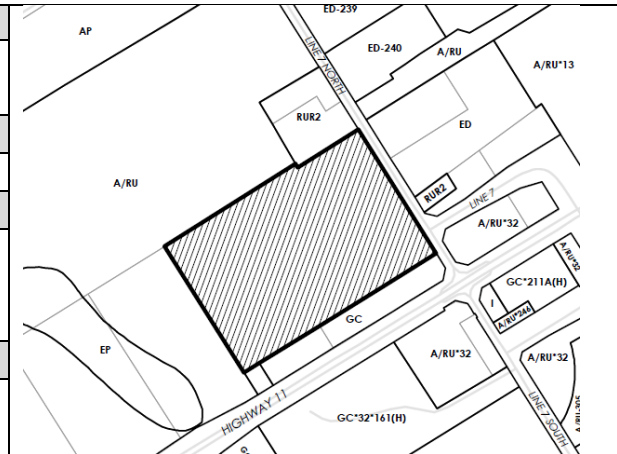 ED-239
AP
LINE 7 NORTH
ED-240
A/RU
A/RU*13
RUR2
ED
A/RU
RUR2
LINE 7
A/RU*32
A/RU*32
GC*211A(H)
I
A/RU*246
GC
EP
A/RU*32
A/RU*32
HIGHWAY 11
GC*32*161(H)
LINE 7 SOUTH